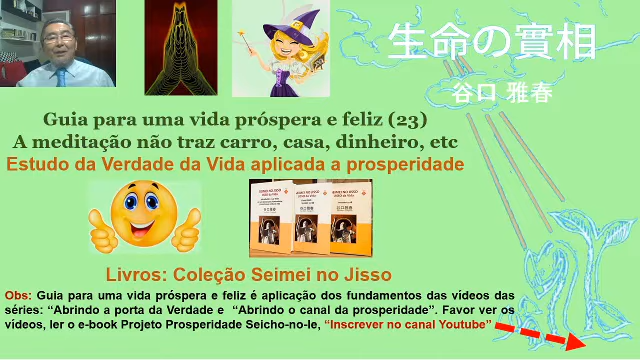 生命の實相
谷口 雅春
Guia para uma vida próspera e feliz (23)
A meditação não traz carro, casa, dinheiro, etc
Estudo da Verdade da Vida aplicada a prosperidade
Livros: Coleção Seimei no Jisso
Obs: Guia para uma vida próspera e feliz é aplicação dos fundamentos das vídeos das
séries: “Abrindo a porta da Verdade e “Abrindo o canal da prosperidade”. Favor ver os
vídeos, ler o e-book Projeto Prosperidade Seicho-no-Ie, “Inscrever no canal Youtube”